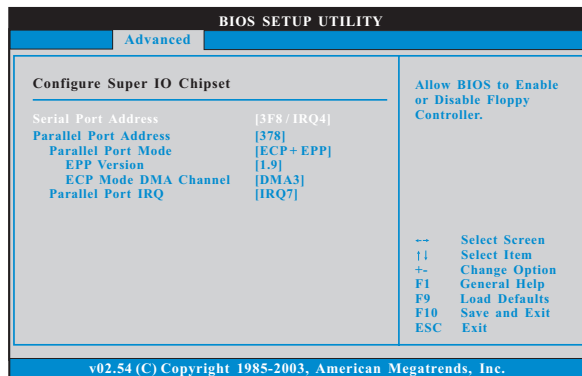 BIOS SETUP UTILITY
Advanced
Configure Super IO Chipset
Serial Port Address [3F8 / IRQ4]
Parallel Port Address [378]
Parallel Port Mode [ECP + EPP]
EPP Version [1.9]
ECP Mode DMA Channel [DMA3]
Parallel Port IRQ [IRQ7]
Allow BIOS to Enable
or Disable Floppy
Controller.
←→ Select Screen
↑↓ Select Item
+- Change Option
F1 General Help
F9 Load Defaults
F10 Save and Exit
ESC Exit
v02.54 (C) Copyright 1985-2003, American Megatrends, Inc.